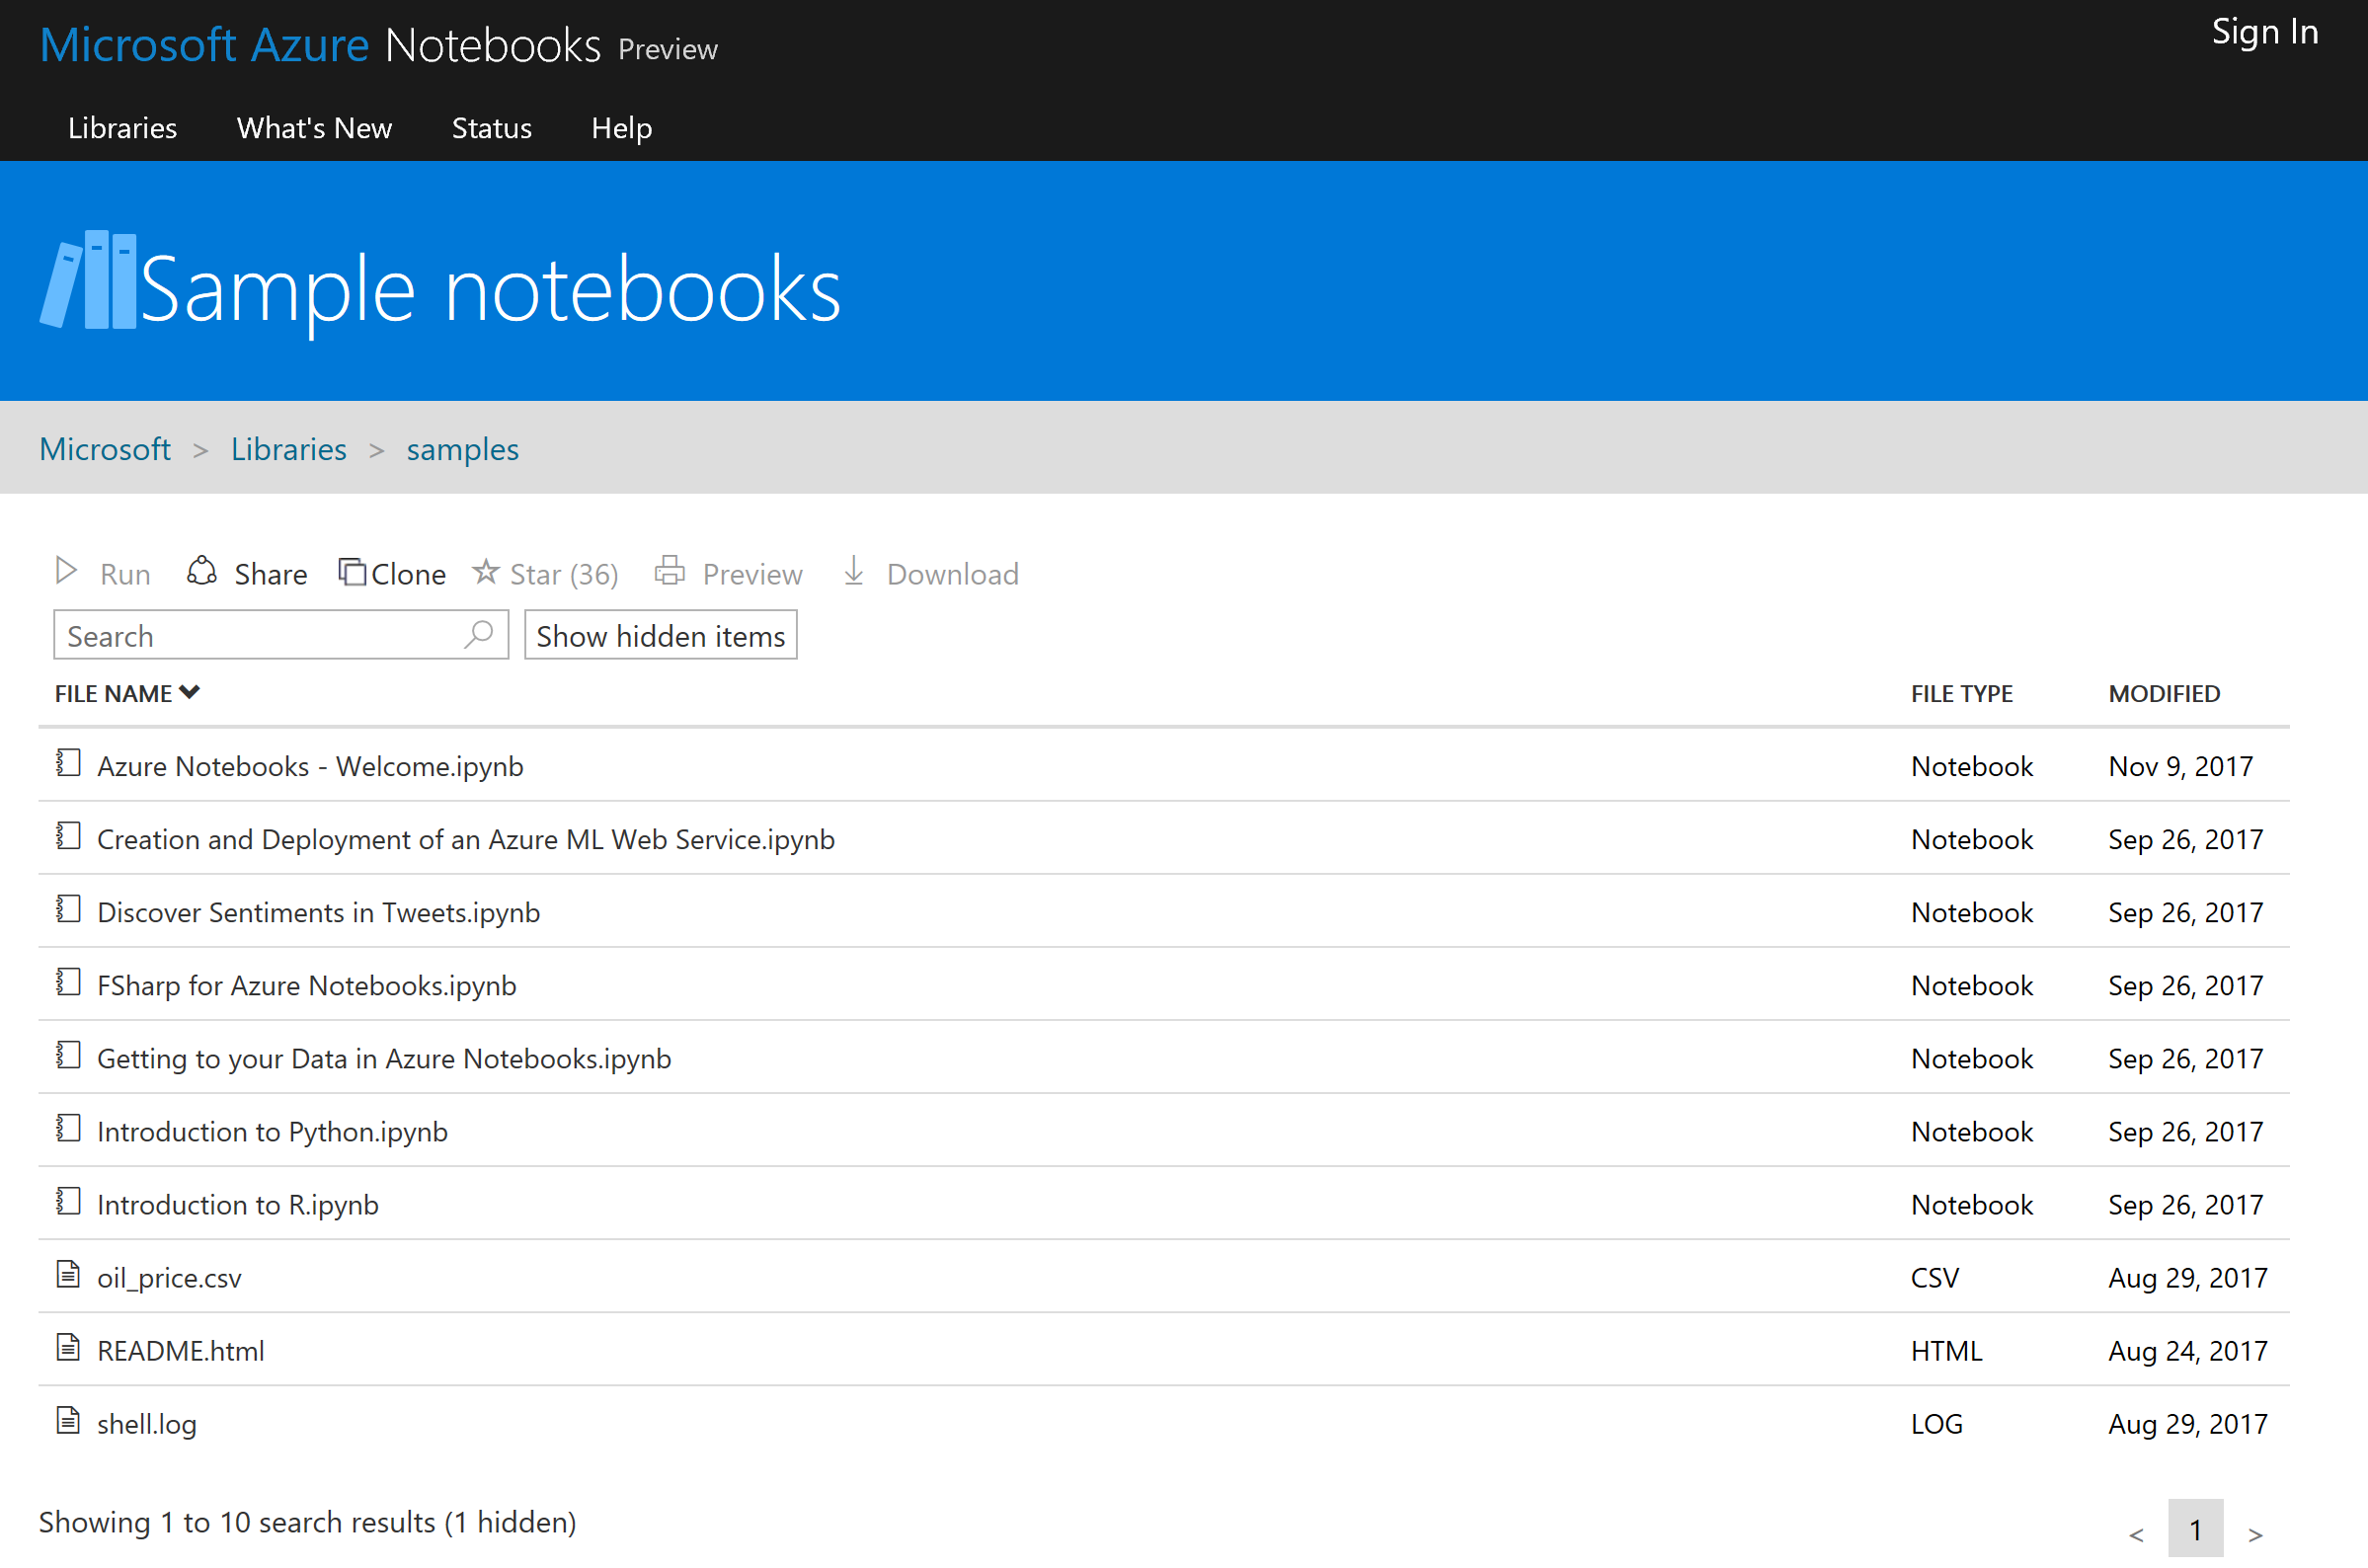 Microsoft Azure Notebooks Preview
Sign In
Libraries What's New Status Help
Sample notebooks
Microsoft > Libraries > samples
Run Share Clone Star (36) Preview Download
Search Show hidden items
FILE NAME FILE TYPE MODIFIED
Azure Notebooks - Welcome.ipynb Notebook Nov 9, 2017
Creation and Deployment of an Azure ML Web Service.ipynb Notebook Sep 26, 2017
Discover Sentiments in Tweets.ipynb Notebook Sep 26, 2017
FSharp for Azure Notebooks.ipynb Notebook Sep 26, 2017
Getting to your Data in Azure Notebooks.ipynb Notebook Sep 26, 2017
Introduction to Python.ipynb Notebook Sep 26, 2017
Introduction to R.ipynb Notebook Sep 26, 2017
oil_price.csv CSV Aug 29, 2017
README.html HTML Aug 24, 2017
shell.log LOG Aug 29, 2017
Showing 1 to 10 search results (1 hidden)
< 1 >